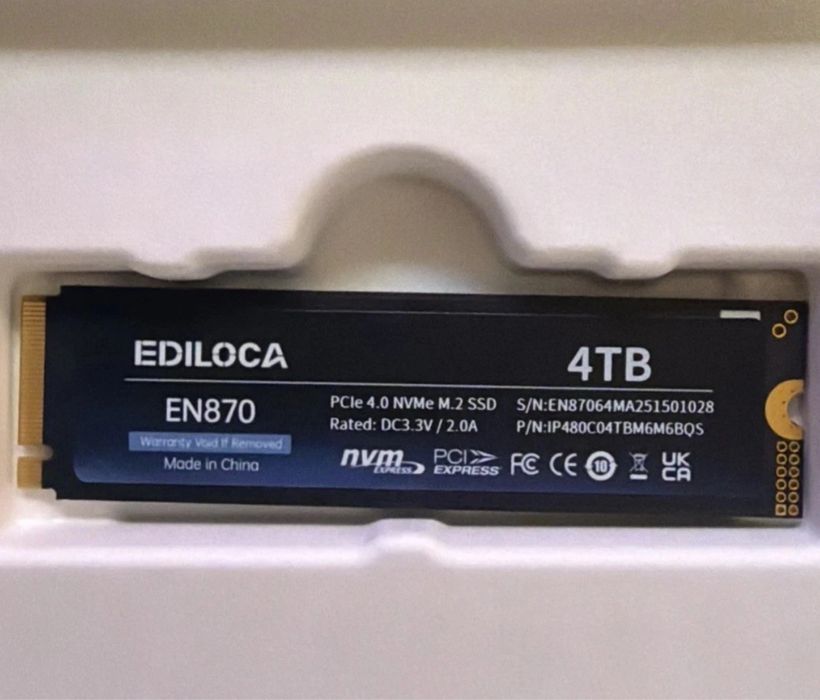 EDILOCA
4TB
EN870
Warranty Void If Removed
Made in China
PCIe 4.0 NVMe M.2 SSD
Rated: DC3.3V / 2.0A
S/N:EN87064MA251501028
P/N:IP480C04TBM6M6BQS
nvm EXPRESS
PCI EXPRESS
FC CE 10 UK CA